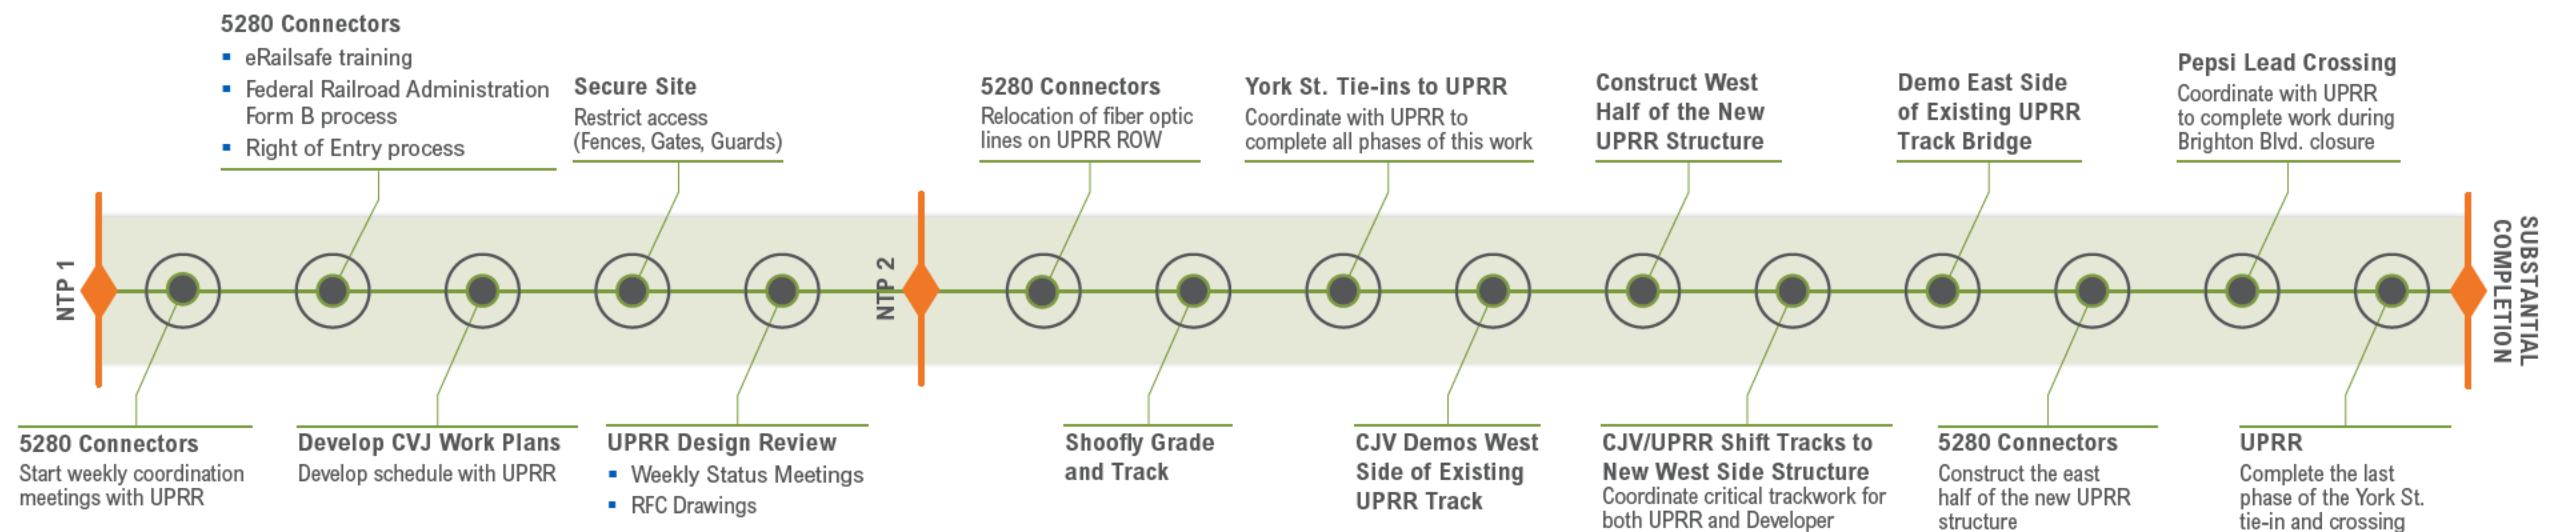 5280 Connectors
▪ eRailsafe training
▪ Federal Railroad Administration
Form B process
▪ Right of Entry process
Secure Site
Restrict access
(Fences, Gates, Guards)
5280 Connectors
Relocation of fiber optic
lines on UPRR ROW
York St. Tie-ins to UPRR
Coordinate with UPRR to
complete all phases of this work
Construct West
Half of the New
UPRR Structure
Demo East Side
of Existing UPRR
Track Bridge
Pepsi Lead Crossing
Coordinate with UPRR
to complete work during
Brighton Blvd. closure
NTP 1
NTP 2
SUBSTANTIAL
COMPLETION
5280 Connectors
Start weekly coordination
meetings with UPRR
Develop CVJ Work Plans
Develop schedule with UPRR
UPRR Design Review
▪ Weekly Status Meetings
▪ RFC Drawings
Shoofly Grade
and Track
CJV Demos West
Side of Existing
UPRR Track
CJV/UPRR Shift Tracks to
New West Side Structure
Coordinate critical trackwork for
both UPRR and Developer
5280 Connectors
Construct the east
half of the new UPRR
structure
UPRR
Complete the last
phase of the York St.
tie-in and crossing